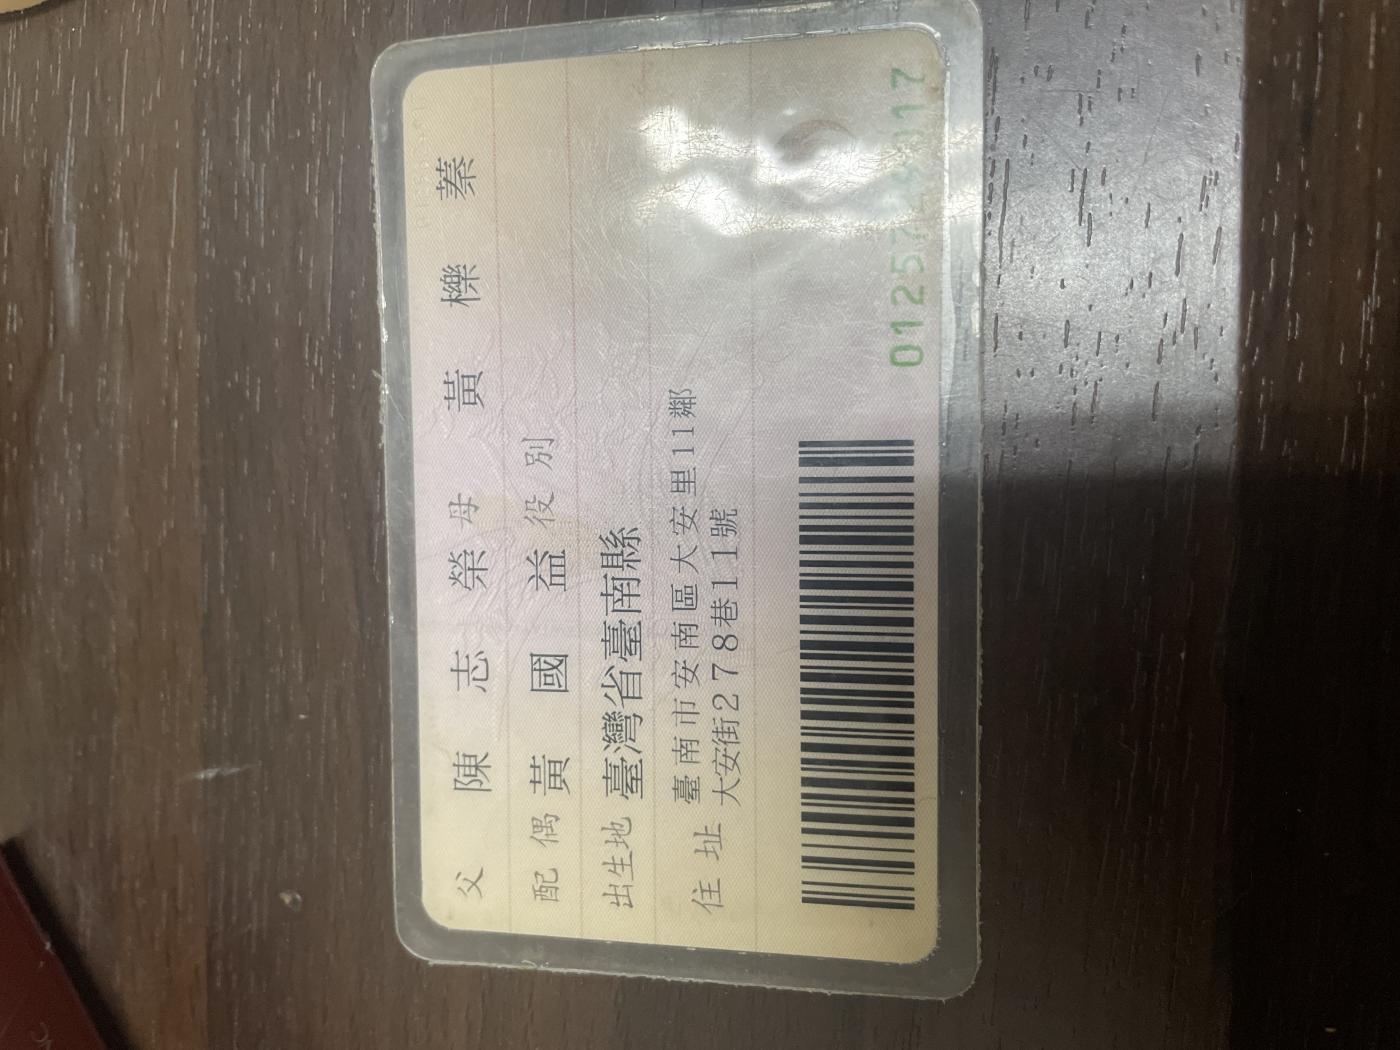 父 陳志榮 母 黃櫟蓁
配偶 黃國益 役別
出生地 臺灣省臺南縣
住址 臺南市安南區大安里11鄰
大安街278巷111號